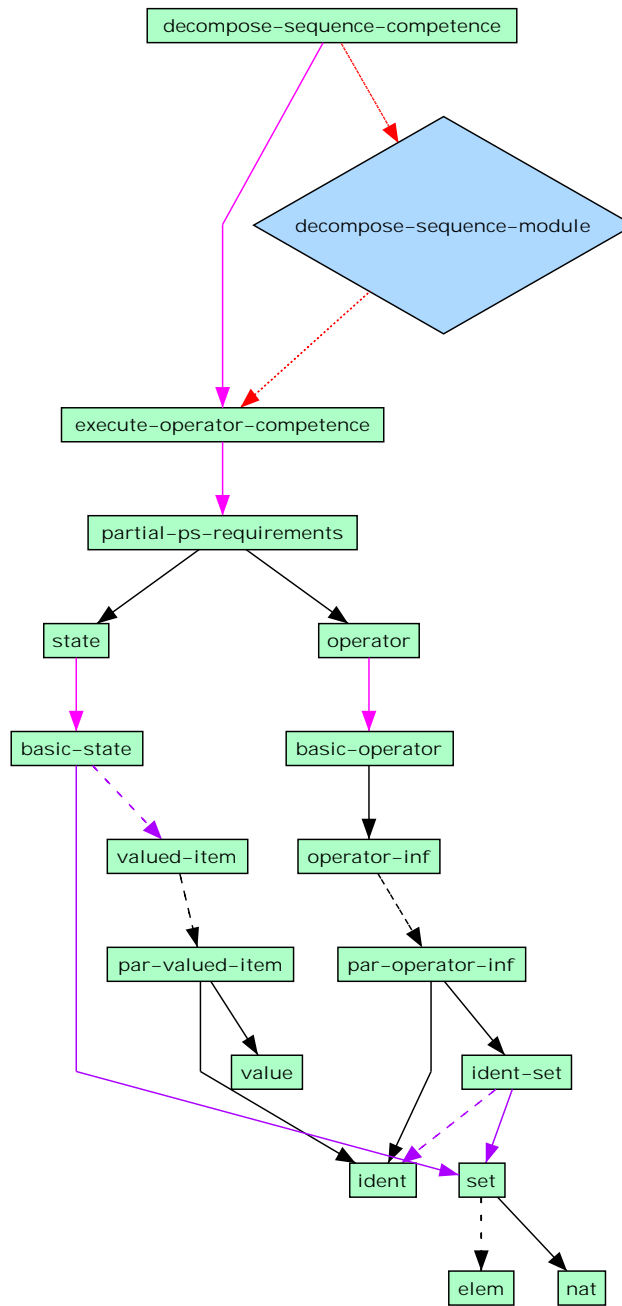 decompose-sequence-competence
decompose-sequence-module
execute-operator-competence
partial-ps-requirements
state
operator
basic-state
basic-operator
valued-item
operator-inf
par-valued-item
par-operator-inf
value
ident-set
ident
set
elem
nat